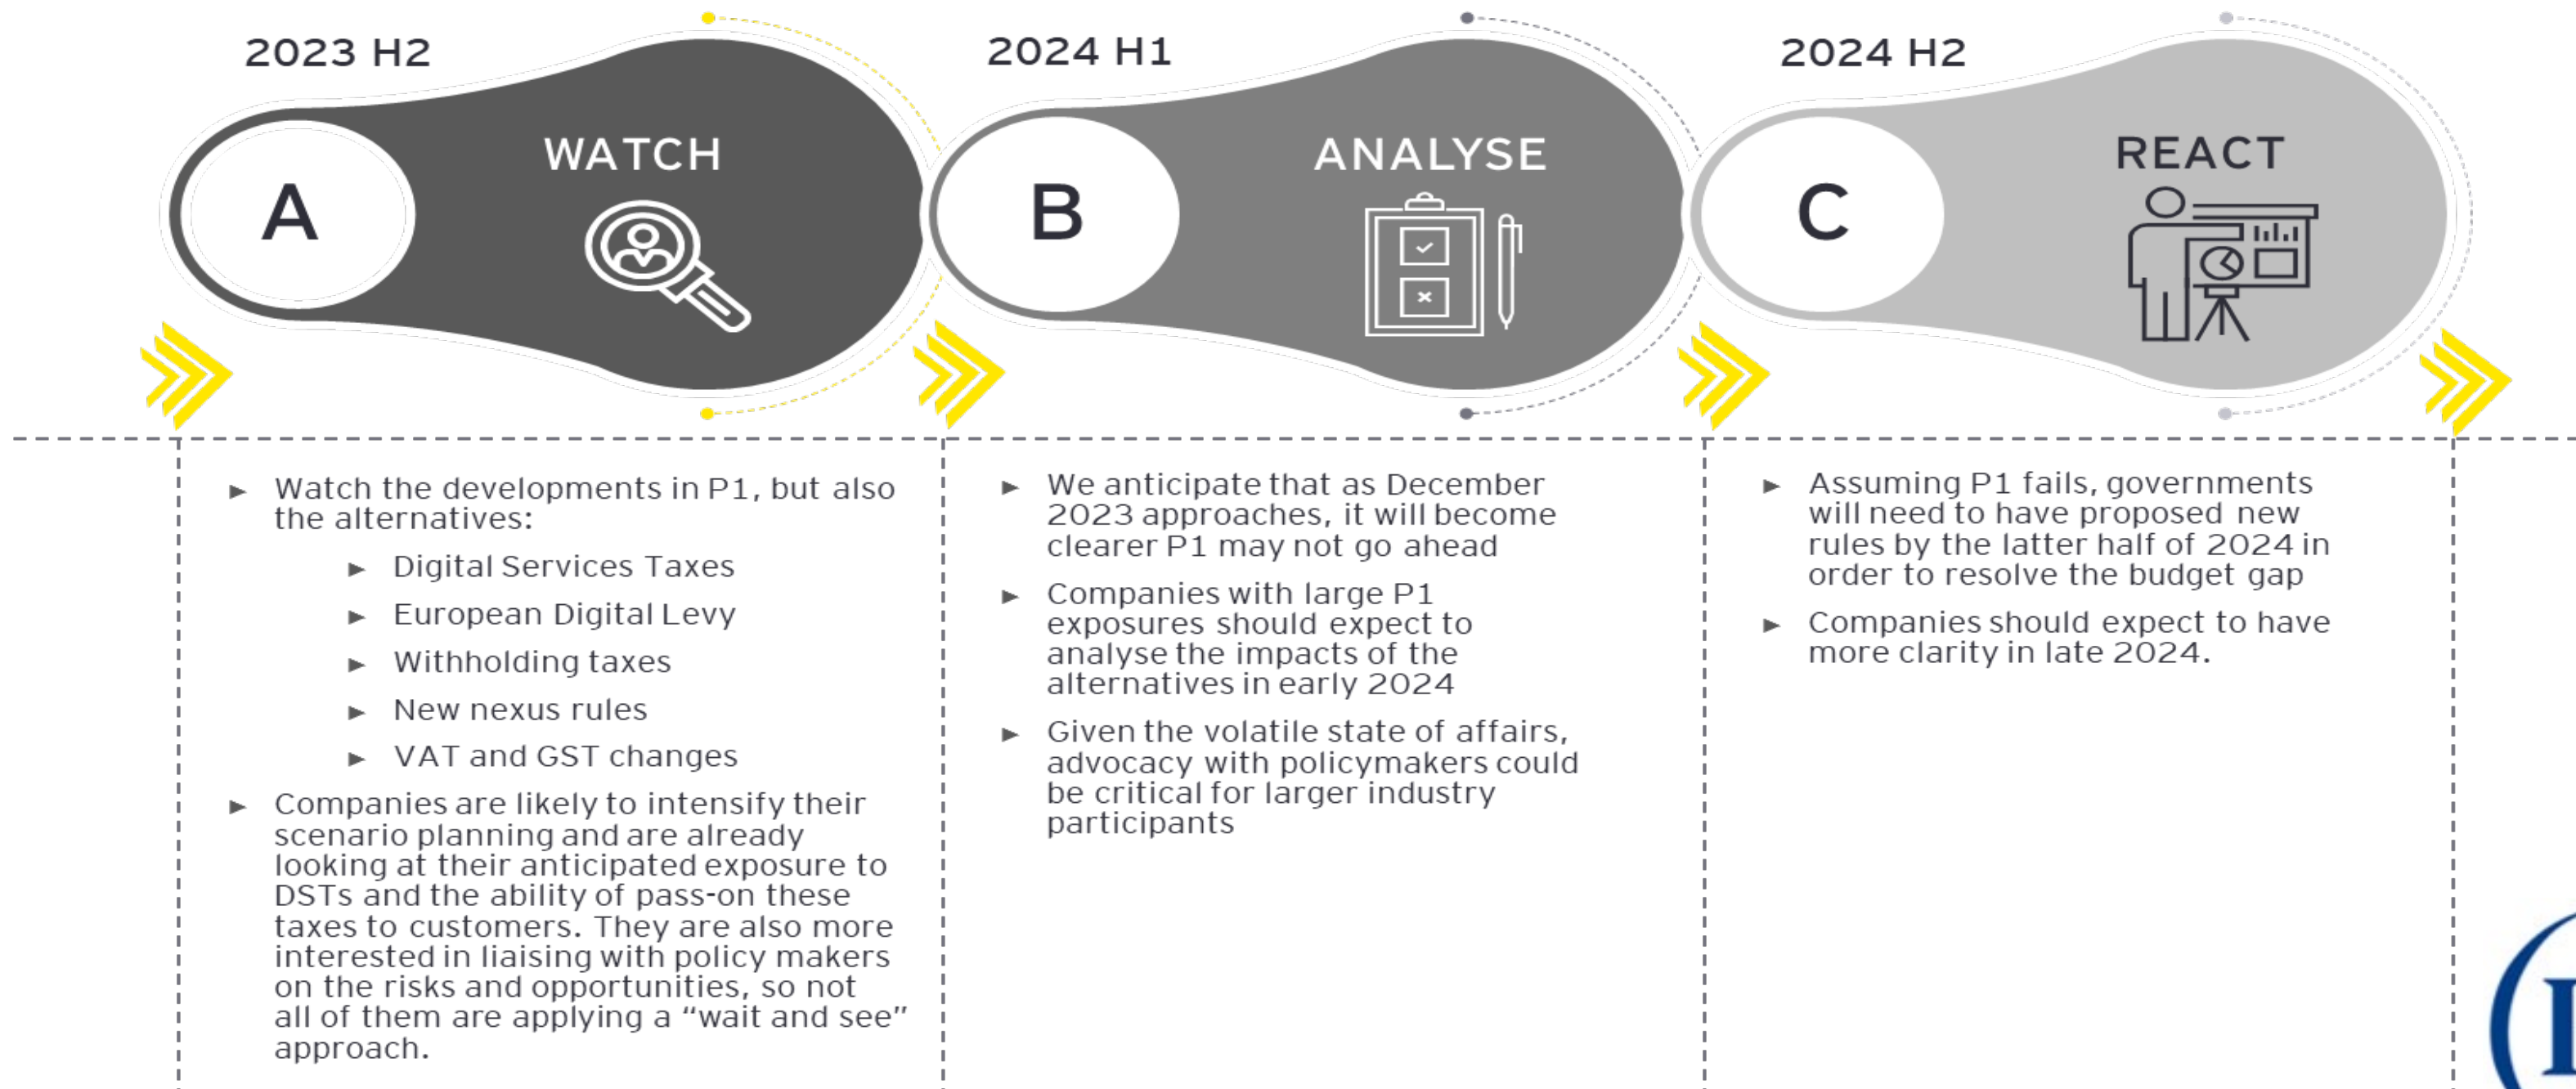 2023 H2
A
WATCH
2024 H1
B
ANALYSE
2024 H2
C
REACT
► Watch the developments in P1, but also
the alternatives:
► Digital Services Taxes
► European Digital Levy
► Withholding taxes
► New nexus rules
► VAT and GST changes
► Companies are likely to intensify their
scenario planning and are already
looking at their anticipated exposure to
DSTs and the ability of pass-on these
taxes to customers. They are also more
interested in liaising with policy makers
on the risks and opportunities, so not
all of them are applying a “wait and see”
approach.
► We anticipate that as December
2023 approaches, it will become
clearer P1 may not go ahead
► Companies with large P1
exposures should expect to
analyse the impacts of the
alternatives in early 2024
► Given the volatile state of affairs,
advocacy with policymakers could
be critical for larger industry
participants
► Assuming P1 fails, governments
will need to have proposed new
rules by the latter half of 2024 in
order to resolve the budget gap
► Companies should expect to have
more clarity in late 2024.